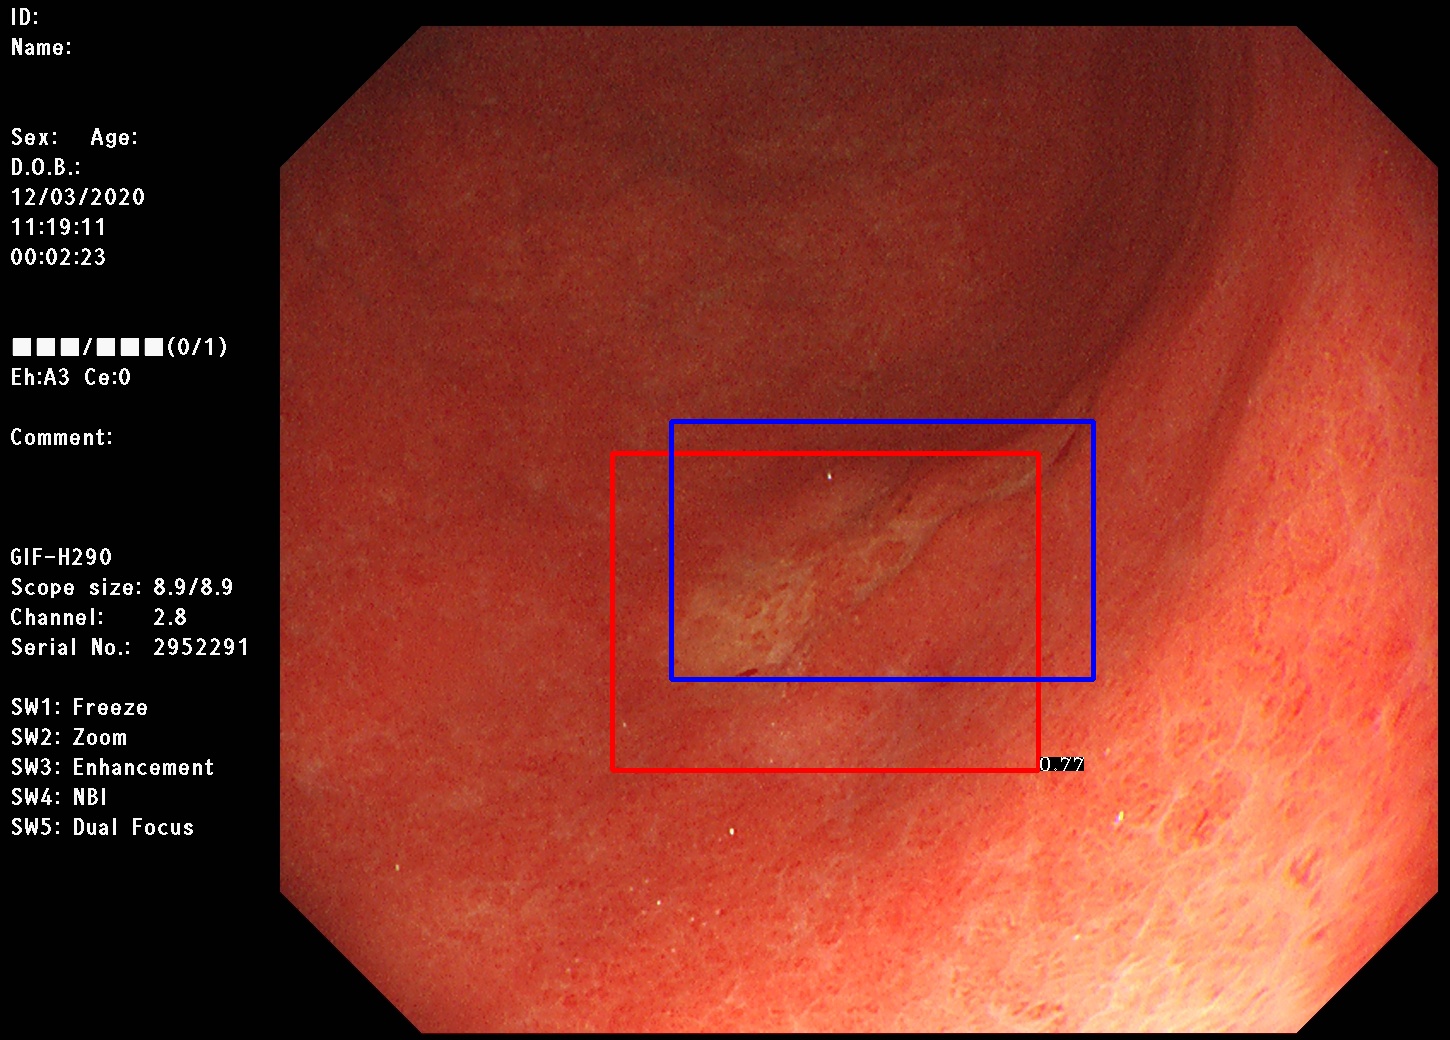 ID:
Name:
Sex: Age:
D.O.B.:
12/03/2020
11:19:11
00:02:23
■■■/■■■(0/1)
Eh:A3 Ce:0
Comment:
GIF-H290
Scope size: 8.9/8.9
Channel: 2.8
Serial No.: 2952291
SW1: Freeze
SW2: Zoom
SW3: Enhancement
SW4: NBI
SW5: Dual Focus
0.77